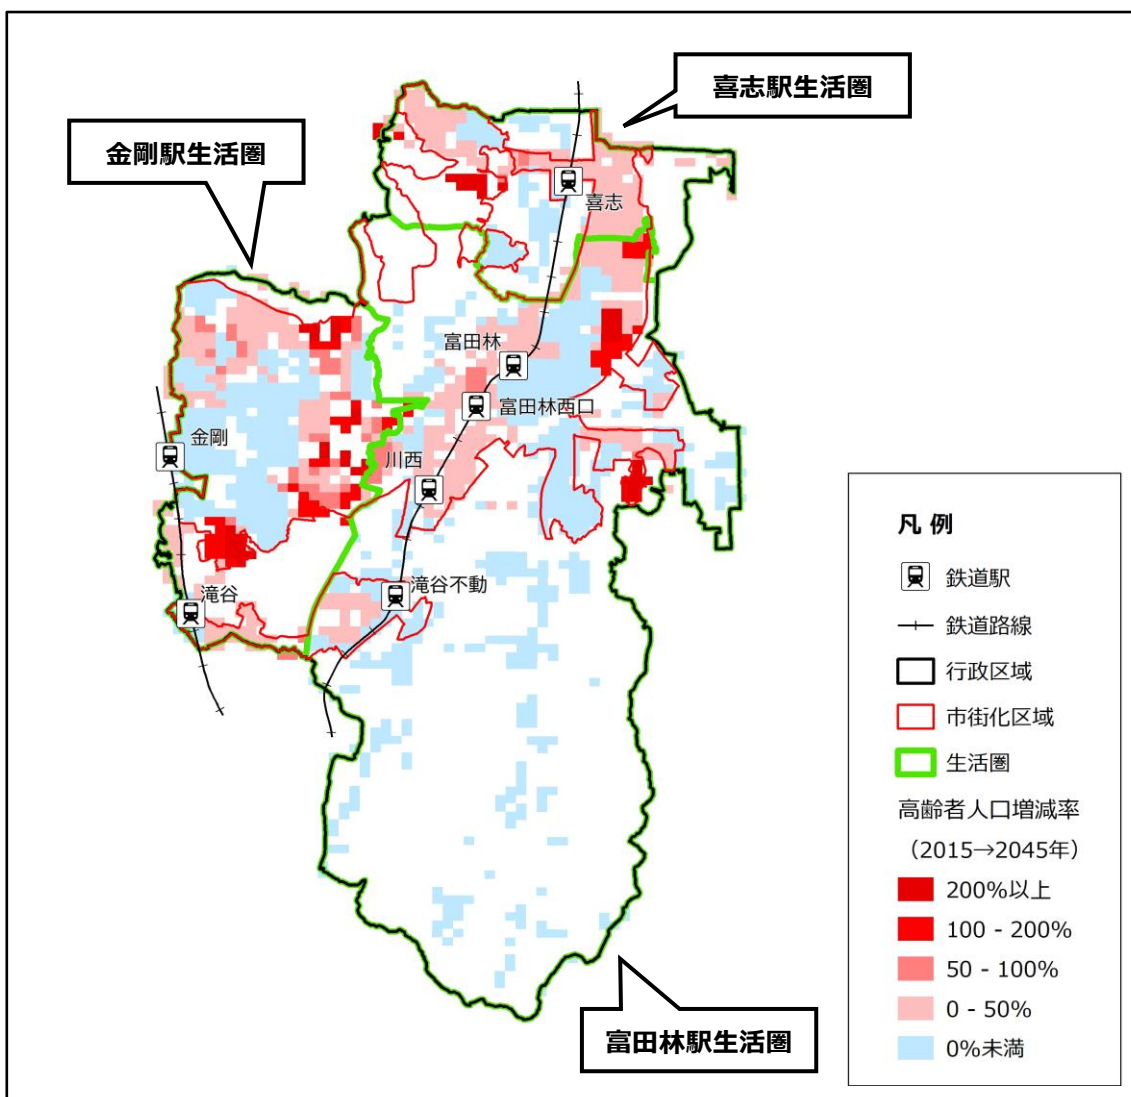 喜志駅生活圏
金剛駅生活圏
喜志
富田林
富田林西口
金剛
川西
滝谷不動
滝谷
富田林駅生活圏
凡 例
鉄道駅
鉄道路線
行政区域
市街化区域
生活圏
高齢者人口増減率
（2015→2045年）
200%以上
100 - 200%
50 - 100%
0 - 50%
0%未満